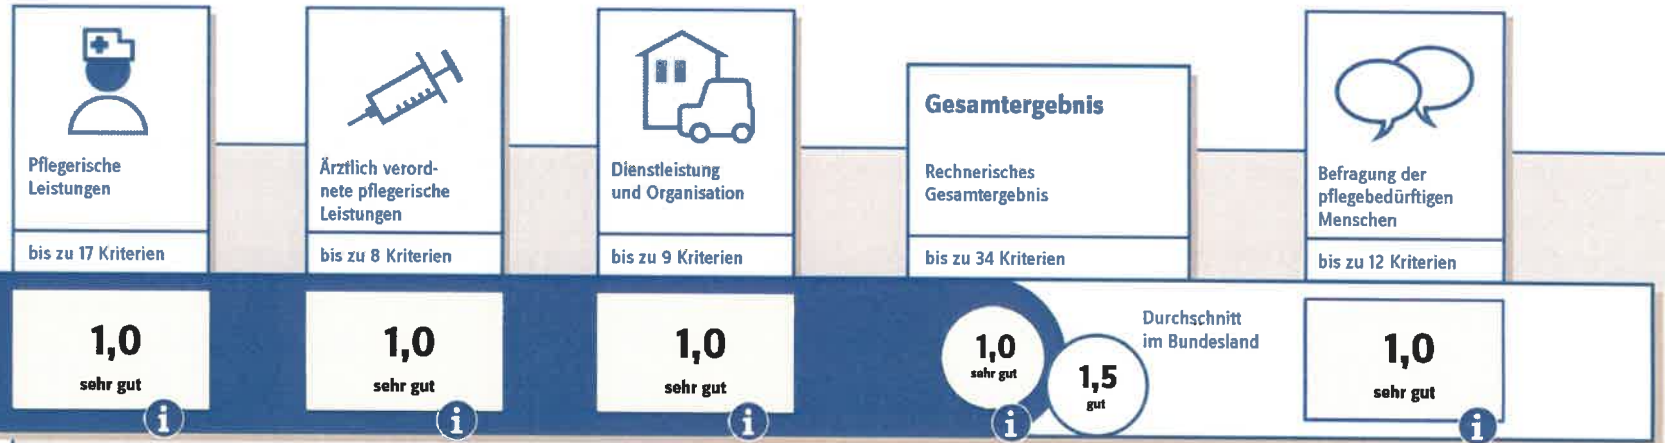 Pflegerische
Leistungen
bis zu 17 Kriterien
1,0
sehr gut
i
Ärztlich verord-
nete pflegerische
Leistungen
bis zu 8 Kriterien
1,0
sehr gut
i
Dienstleistung
und Organisation
bis zu 9 Kriterien
1,0
sehr gut
i
Gesamtergebnis
Rechnerisches
Gesamtergebnis
bis zu 34 Kriterien
1,0
sehr gut
i
Durchschnitt
im Bundesland
1,5
gut
Befragung der
pflegebedürftigen
Menschen
bis zu 12 Kriterien
1,0
sehr gut
i